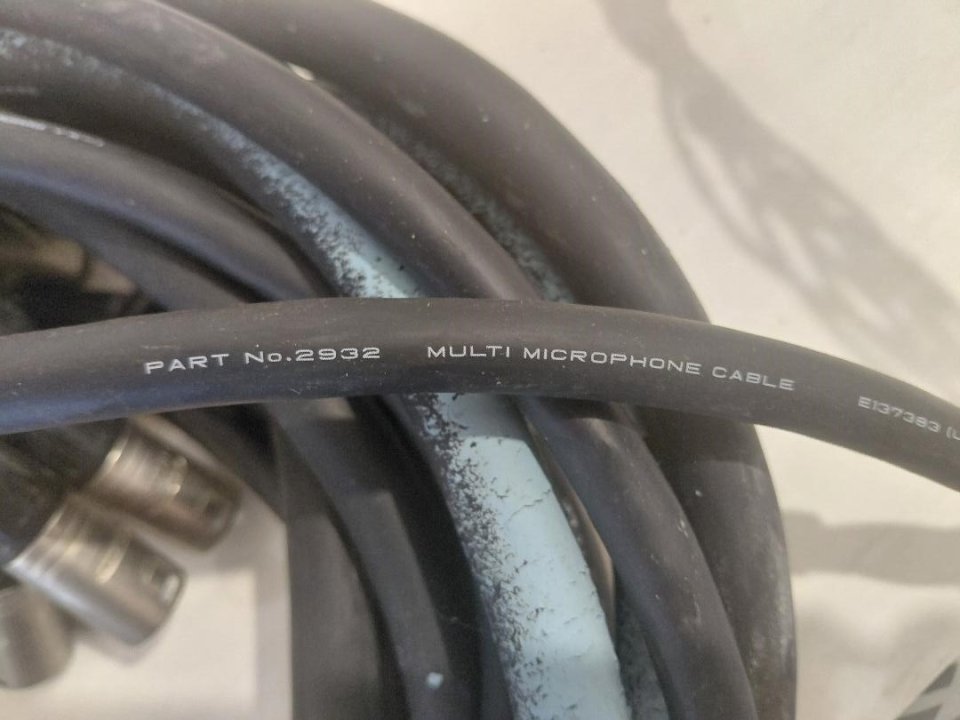 PART No.2932 MULTI MICROPHONE CABLE E137383